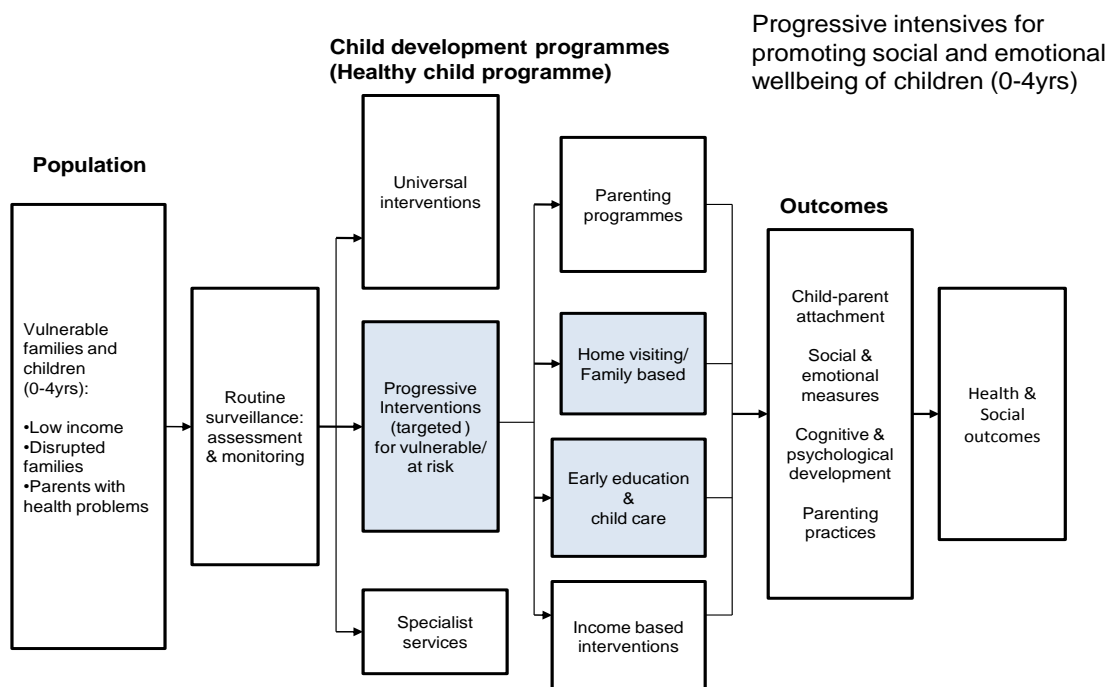 Progressive intensives for
promoting social and emotional
wellbeing of children (0-4yrs)
Child development programmes
(Healthy child programme)
Population
Vulnerable
families and
children
(0-4yrs):
•Low income
•Disrupted
families
•Parents with
health problems
Routine
surveillance:
assessment
& monitoring
Universal
interventions
Progressive
Interventions
(targeted )
for vulnerable/
at risk
Specialist
services
Parenting
programmes
Home visiting/
Family based
Early education
&
child care
Income based
interventions
Outcomes
Child-parent
attachment
Social &
emotional
measures
Cognitive &
psychological
development
Parenting
practices
Health &
Social
outcomes